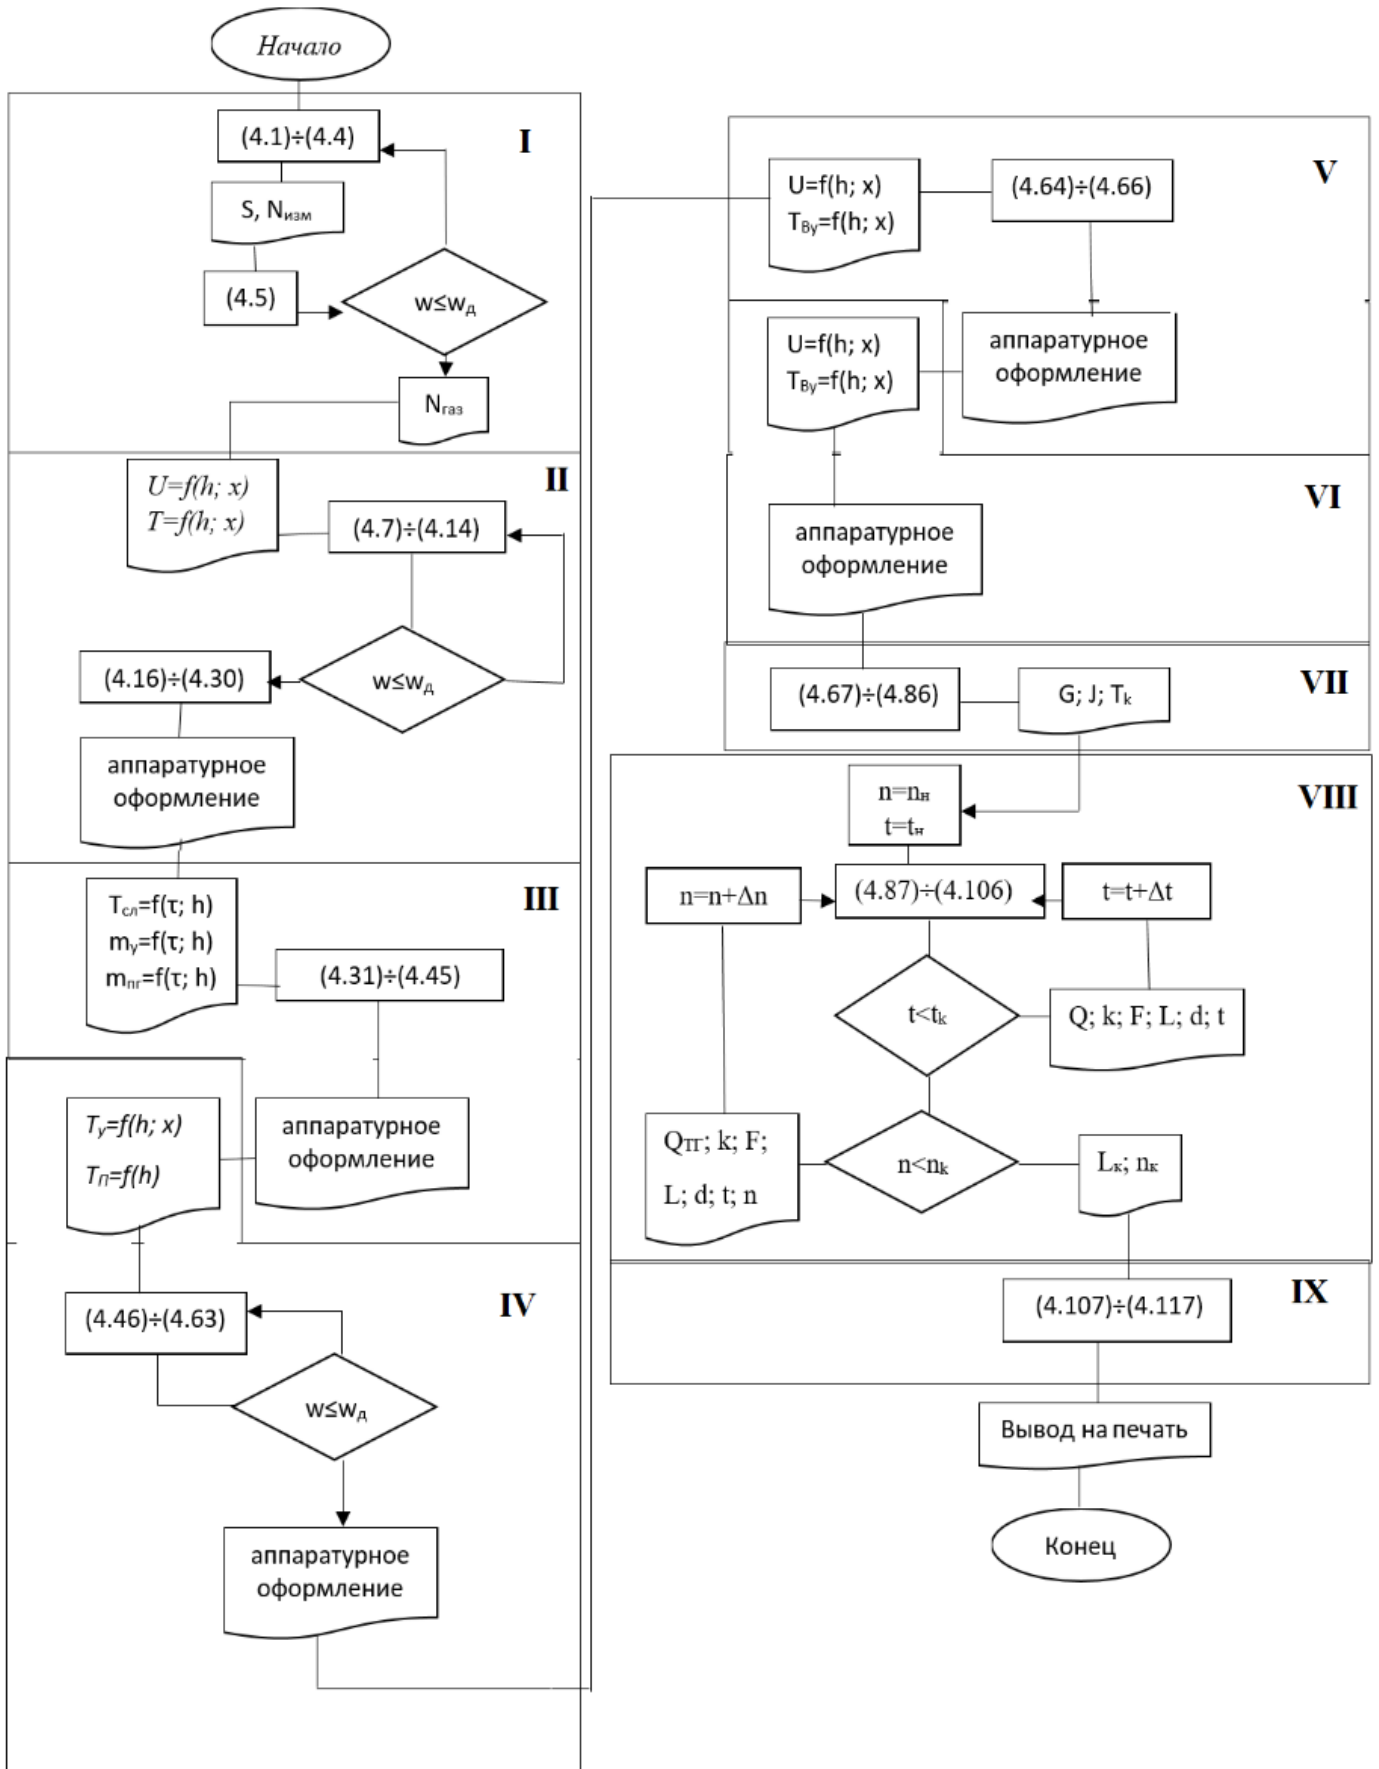 Начало
I
(4.1)÷(4.4)
S, Nизм
(4.5)
w≤wд
Nгаз
II
U=f(h; x)
T=f(h; x)
(4.7)÷(4.14)
w≤wд
(4.16)÷(4.30)
аппаратурное
оформление
III
Tсл=f(τ; h)
mу=f(τ; h)
mпг=f(τ; h)
(4.31)÷(4.45)
аппаратурное
оформление
Tу=f(h; x)
TП=f(h)
IV
(4.46)÷(4.63)
w≤wд
аппаратурное
оформление
V
U=f(h; x)
TВу=f(h; x)
(4.64)÷(4.66)
аппаратурное
оформление
U=f(h; x)
TВу=f(h; x)
VI
аппаратурное
оформление
VII
(4.67)÷(4.86)
G; J; Tk
VIII
n=nн
t=tн
n=n+Δn
(4.87)÷(4.106)
t=t+Δt
t<tk
Q; k; F; L; d; t
QТГ; k; F;
L; d; t; n
n<nk
Lк; nк
IX
(4.107)÷(4.117)
Вывод на печать
Конец